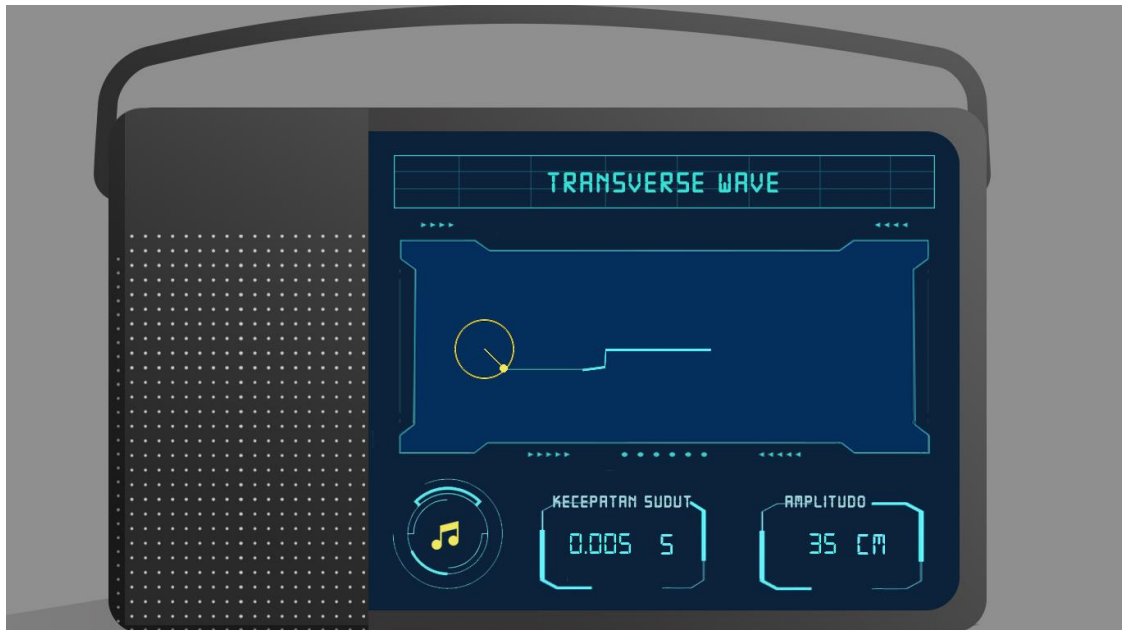 TRANSVERSE WAVE
KECEPATAN SUDUT
0.005 S
AMPLITUDO
35 CM